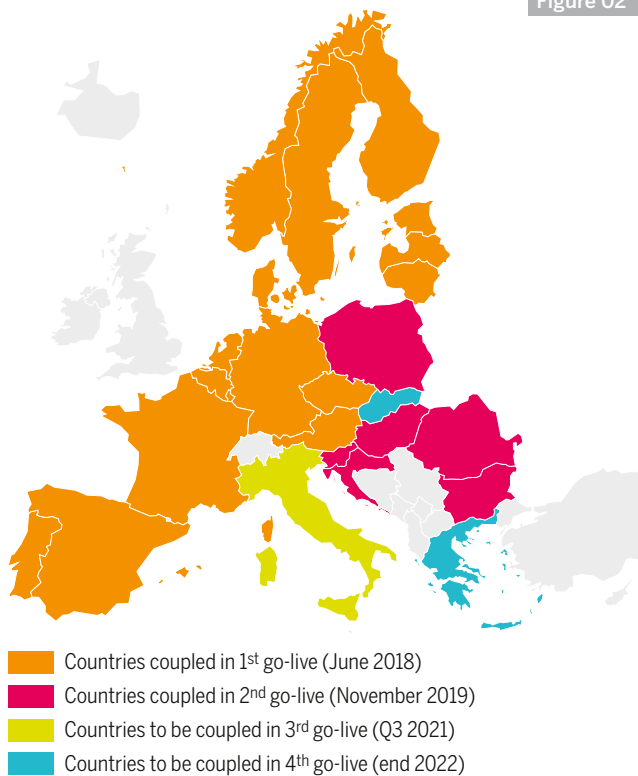 Figure 02
Countries coupled in 1st go-live (June 2018)
Countries coupled in 2nd go-live (November 2019)
Countries to be coupled in 3rd go-live (Q3 2021)
Countries to be coupled in 4th go-live (end 2022)